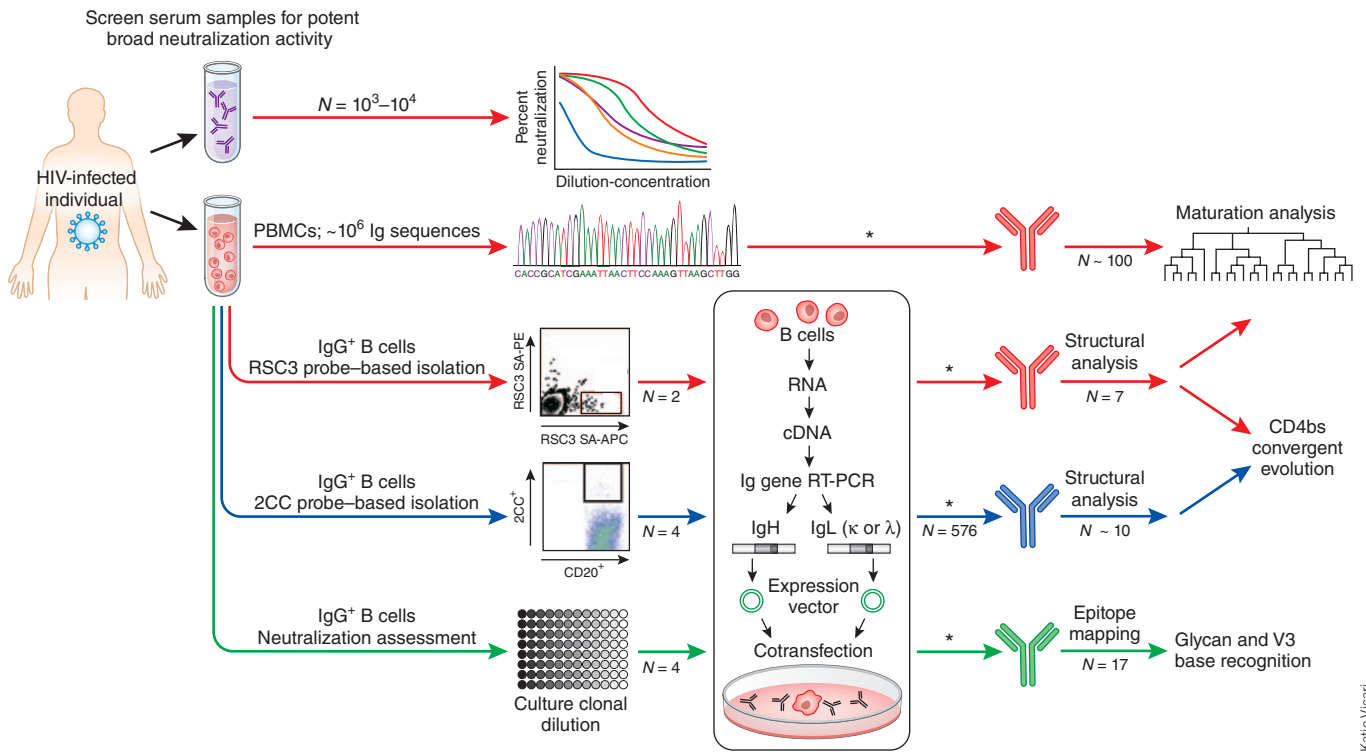 Screen serum samples for potent
broad neutralization activity
N = 10³–10⁴
Percent
neutralization
Dilution-concentration
HIV-infected
individual
PBMCs; ~10⁶ Ig sequences
CACCGCATCGAAATTAACTTCCAAAGTTAAGCTTGG
*
N ~ 100
Maturation analysis
IgG⁺ B cells
RSC3 probe–based isolation
RSC3 SA-PE
RSC3 SA-APC
N = 2
B cells
RNA
cDNA
Ig gene RT-PCR
IgH
IgL (κ or λ)
Expression
vector
Cotransfection
*
Structural
analysis
N = 7
CD4bs
convergent
evolution
IgG⁺ B cells
2CC probe–based isolation
2CC⁺
CD20⁺
N = 4
*
N = 576
Structural
analysis
N ~ 10
IgG⁺ B cells
Neutralization assessment
Culture clonal
dilution
N = 4
*
Epitope
mapping
N = 17
Glycan and V3
base recognition
Katie Vicari